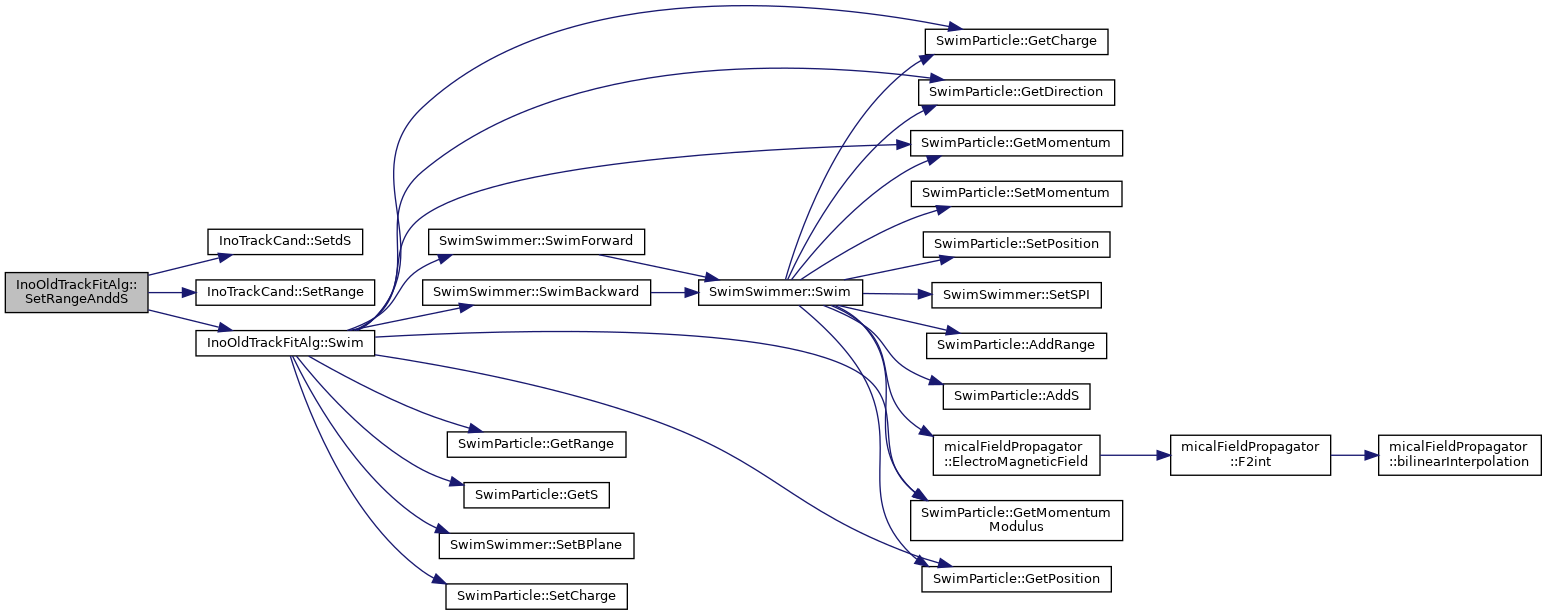 InoOldTrackFitAlg::
SetRangeAnddS
InoTrackCand::SetdS
InoTrackCand::SetRange
InoOldTrackFitAlg::Swim
SwimSwimmer::SwimForward
SwimSwimmer::SwimBackward
SwimParticle::GetRange
SwimParticle::GetS
SwimSwimmer::SetBPlane
SwimParticle::SetCharge
SwimSwimmer::Swim
SwimParticle::GetCharge
SwimParticle::GetDirection
SwimParticle::GetMomentum
SwimParticle::SetMomentum
SwimParticle::SetPosition
SwimSwimmer::SetSPI
SwimParticle::AddRange
SwimParticle::AddS
micalFieldPropagator
::ElectroMagneticField
SwimParticle::GetMomentum
Modulus
SwimParticle::GetPosition
micalFieldPropagator
::F2int
micalFieldPropagator
::bilinearInterpolation